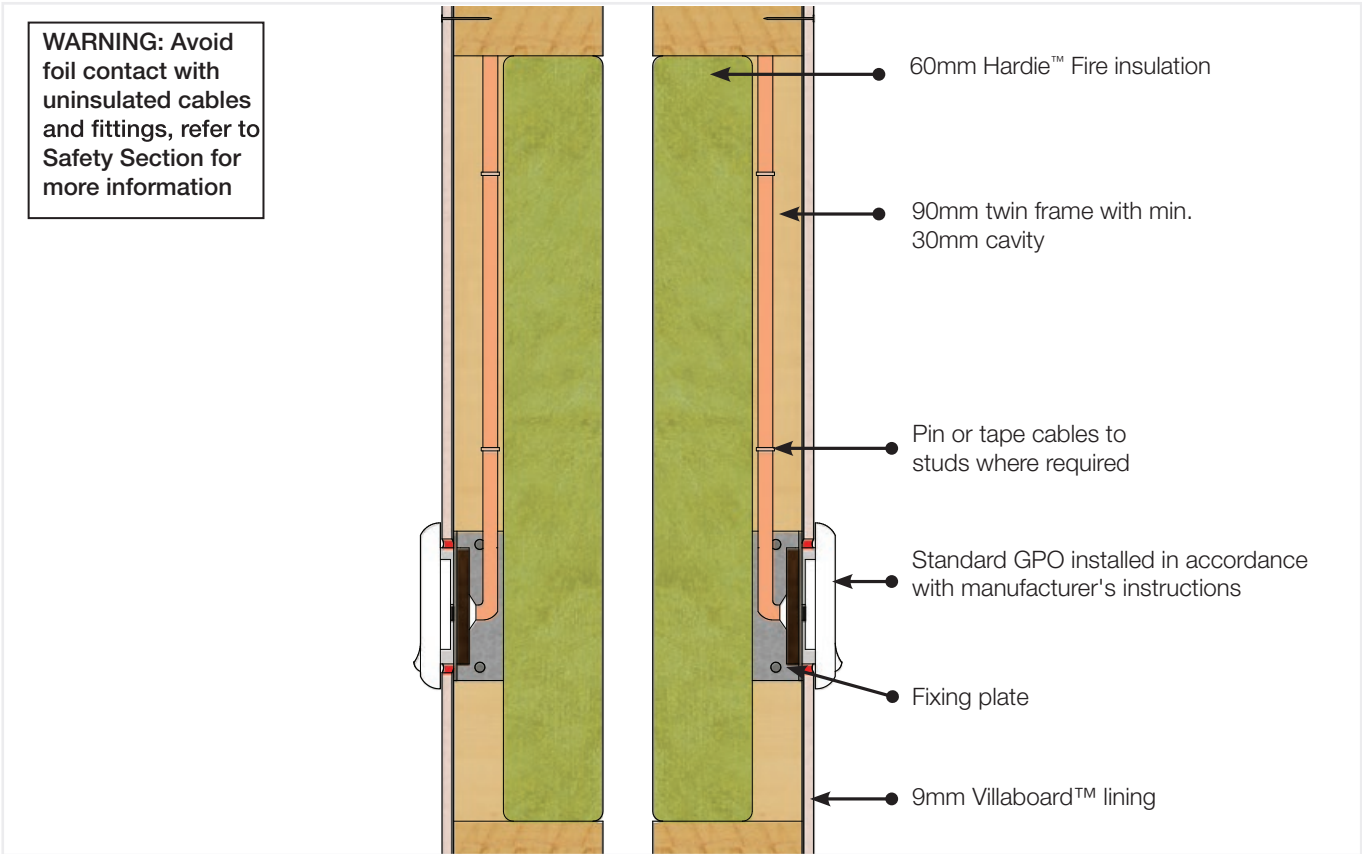 WARNING: Avoid
foil contact with
uninsulated cables
and fittings, refer to
Safety Section for
more information
60mm Hardie™ Fire insulation
90mm twin frame with min.
30mm cavity
Pin or tape cables to
studs where required
Standard GPO installed in accordance
with manufacturer's instructions
Fixing plate
9mm Villaboard™ lining